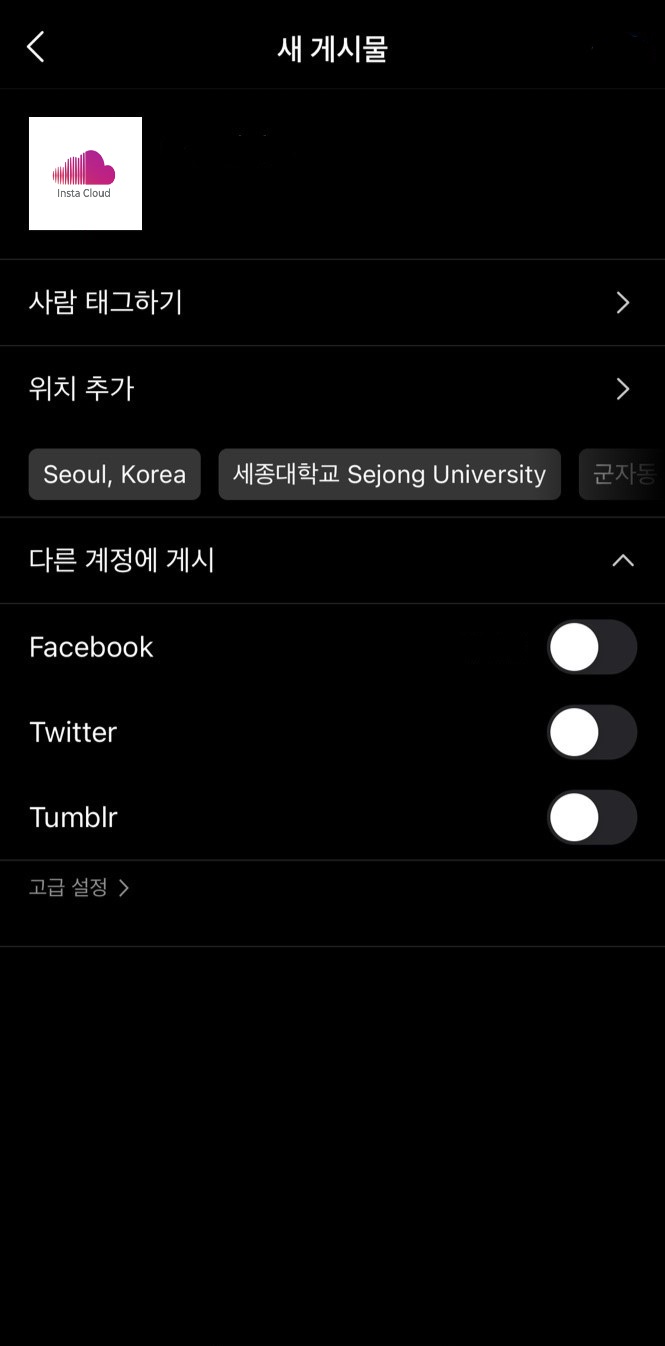 새 게시물
Insta Cloud
사람 태그하기
위치 추가
Seoul, Korea
세종대학교 Sejong University
군자동
다른 계정에 게시
Facebook
Twitter
Tumblr
고급 설정